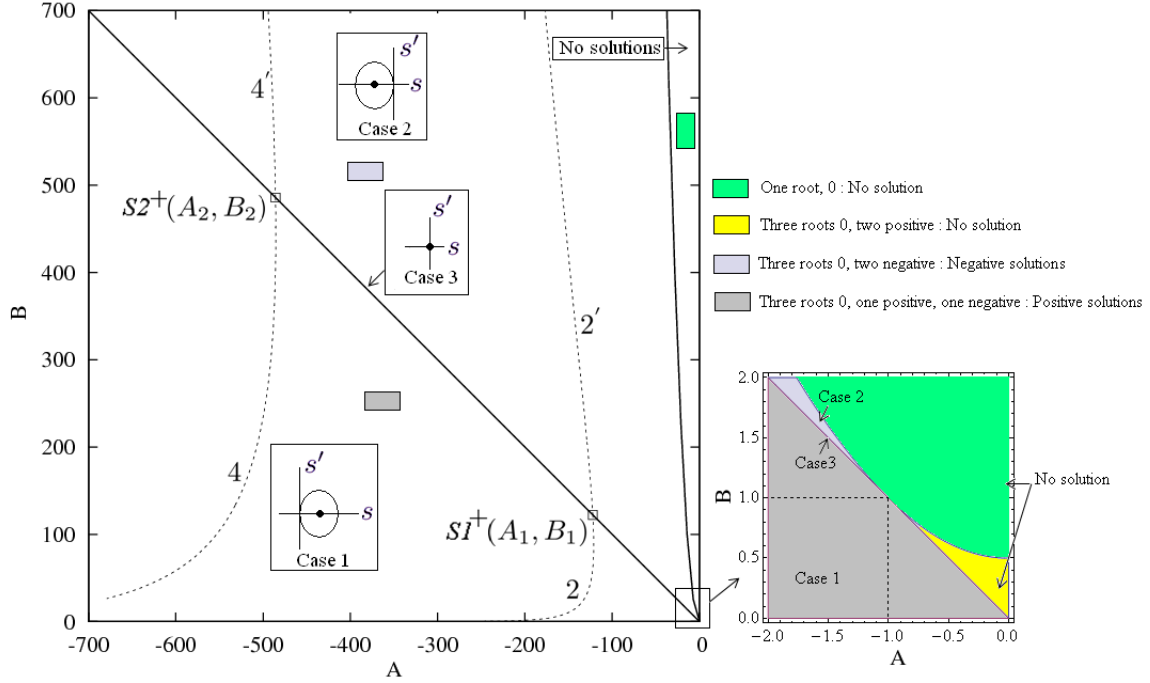 700
600
500
400
300
200
100
0
B
-700
-600
-500
-400
-300
-200
-100
0
A
4′
s′
s
Case 2
No solutions
S2+(A2, B2)
s′
s
Case 3
2′
4
s′
s
Case 1
S1+(A1, B1)
2
One root, 0 : No solution
Three roots 0, two positive : No solution
Three roots 0, two negative : Negative solutions
Three roots 0, one positive, one negative : Positive solutions
2.0
1.5
1.0
0.5
0.0
B
Case 2
Case3
No solution
Case 1
−2.0
−1.5
−1.0
−0.5
0.0
A